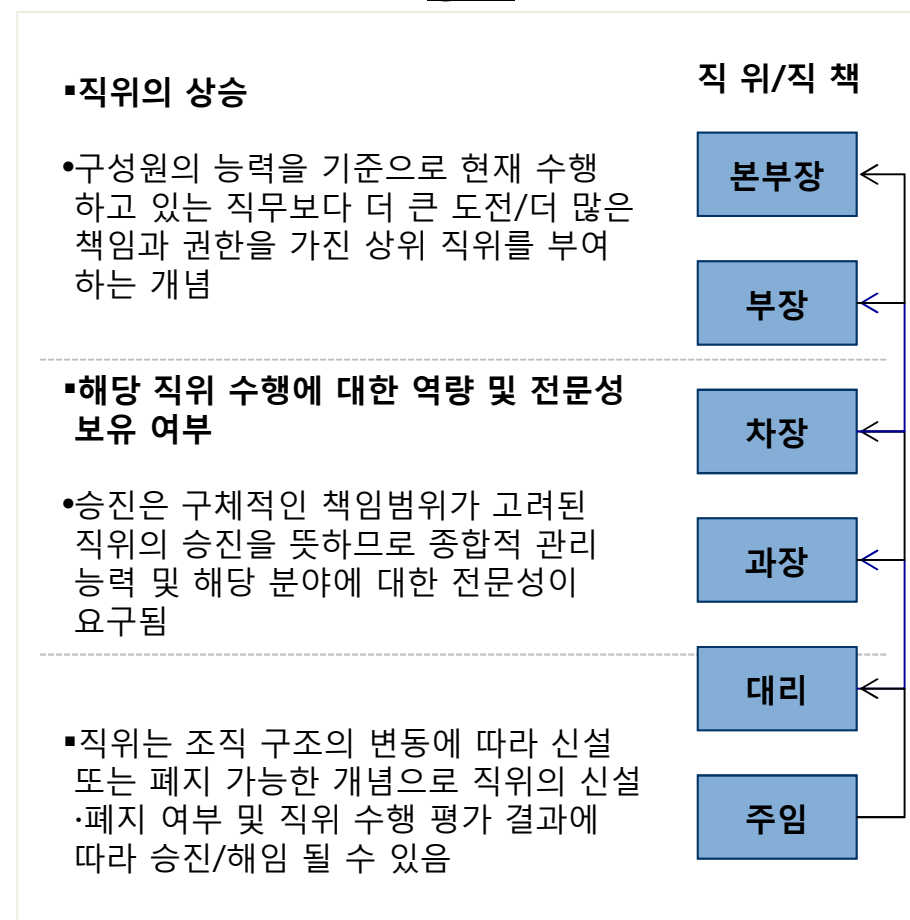 ▪직위의 상승
•구성원의 능력을 기준으로 현재 수행
하고 있는 직무보다 더 큰 도전/더 많은
책임과 권한을 가진 상위 직위를 부여
하는 개념
▪해당 직위 수행에 대한 역량 및 전문성
보유 여부
•승진은 구체적인 책임범위가 고려된
직위의 승진을 뜻하므로 종합적 관리
능력 및 해당 분야에 대한 전문성이
요구됨
▪직위는 조직 구조의 변동에 따라 신설
또는 폐지 가능한 개념으로 직위의 신설
·폐지 여부 및 직위 수행 평가 결과에
따라 승진/해임 될 수 있음
직 위/직 책
본부장
부장
차장
과장
대리
주임